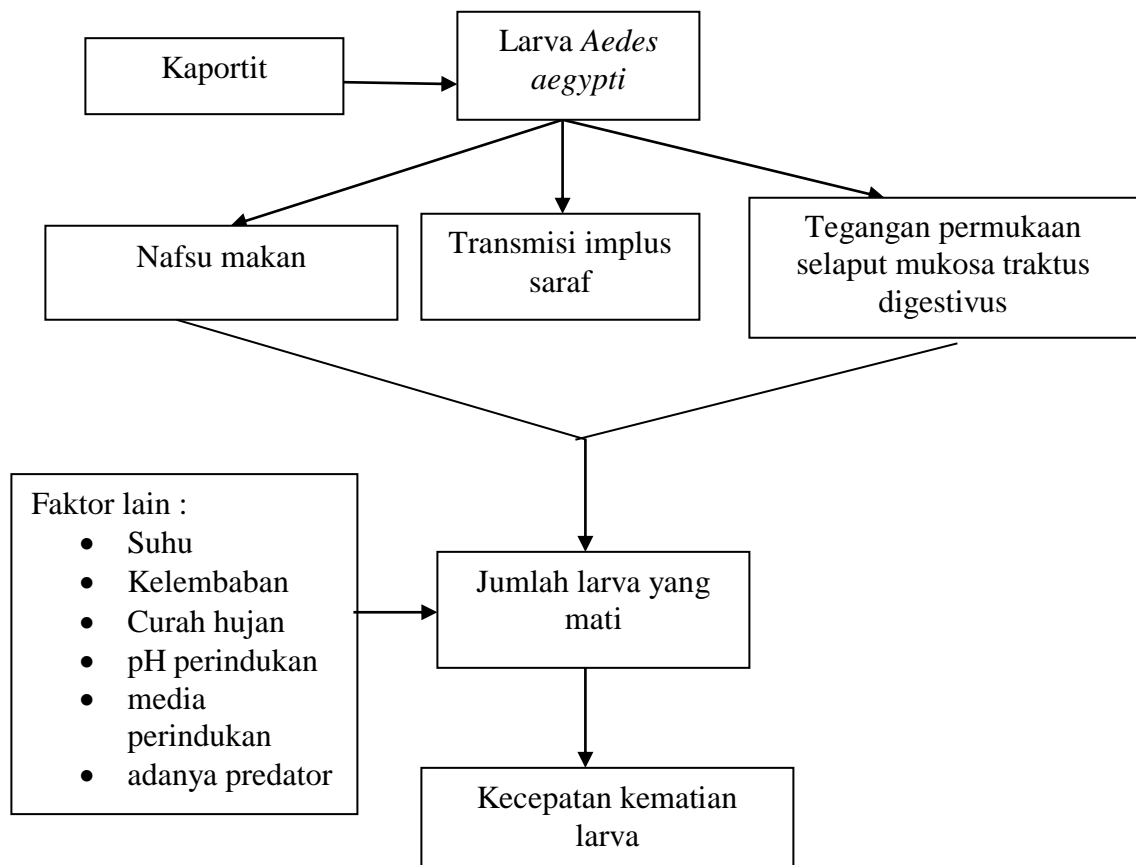 Kaportit
Larva Aedes
aegypti
Nafsu makan
Transmisi implus
saraf
Tegangan permukaan
selaput mukosa traktus
digestivus
Faktor lain :
• Suhu
• Kelembaban
• Curah hujan
• pH perindukan
• media
perindukan
• adanya predator
Jumlah larva yang
mati
Kecepatan kematian
larva